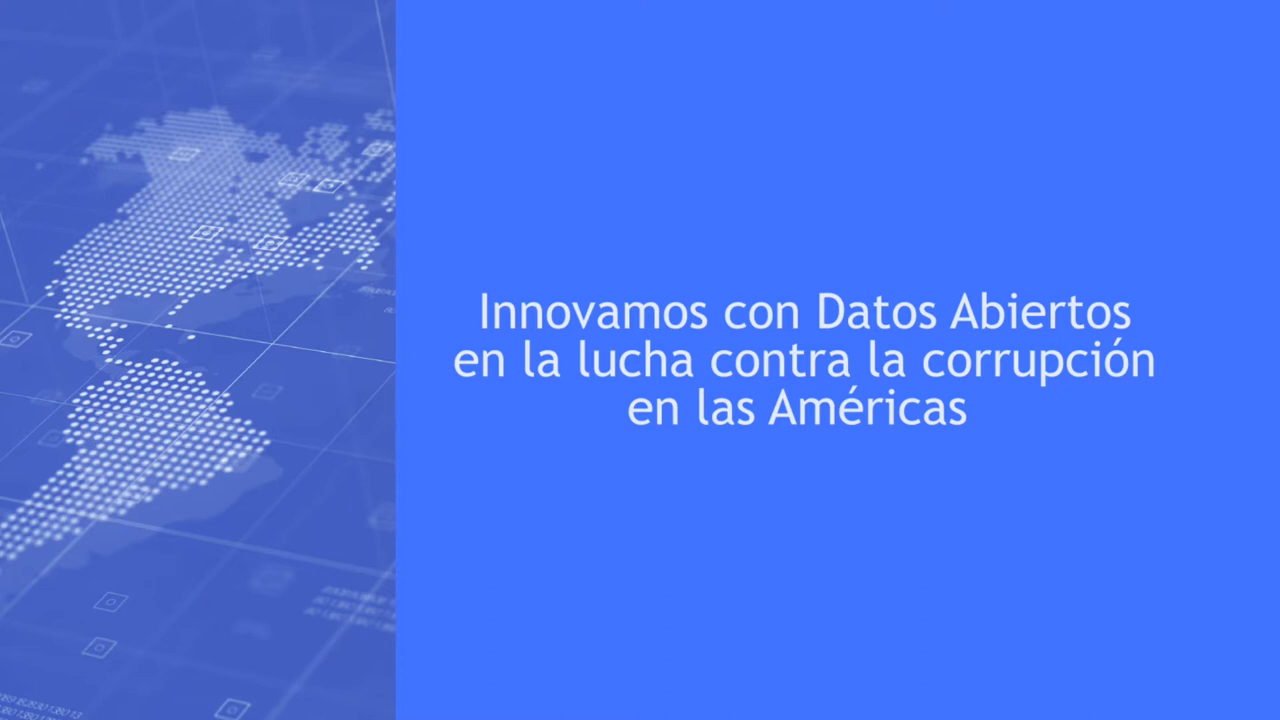 Innovamos con Datos Abiertos
en la lucha contra la corrupción
en las Américas